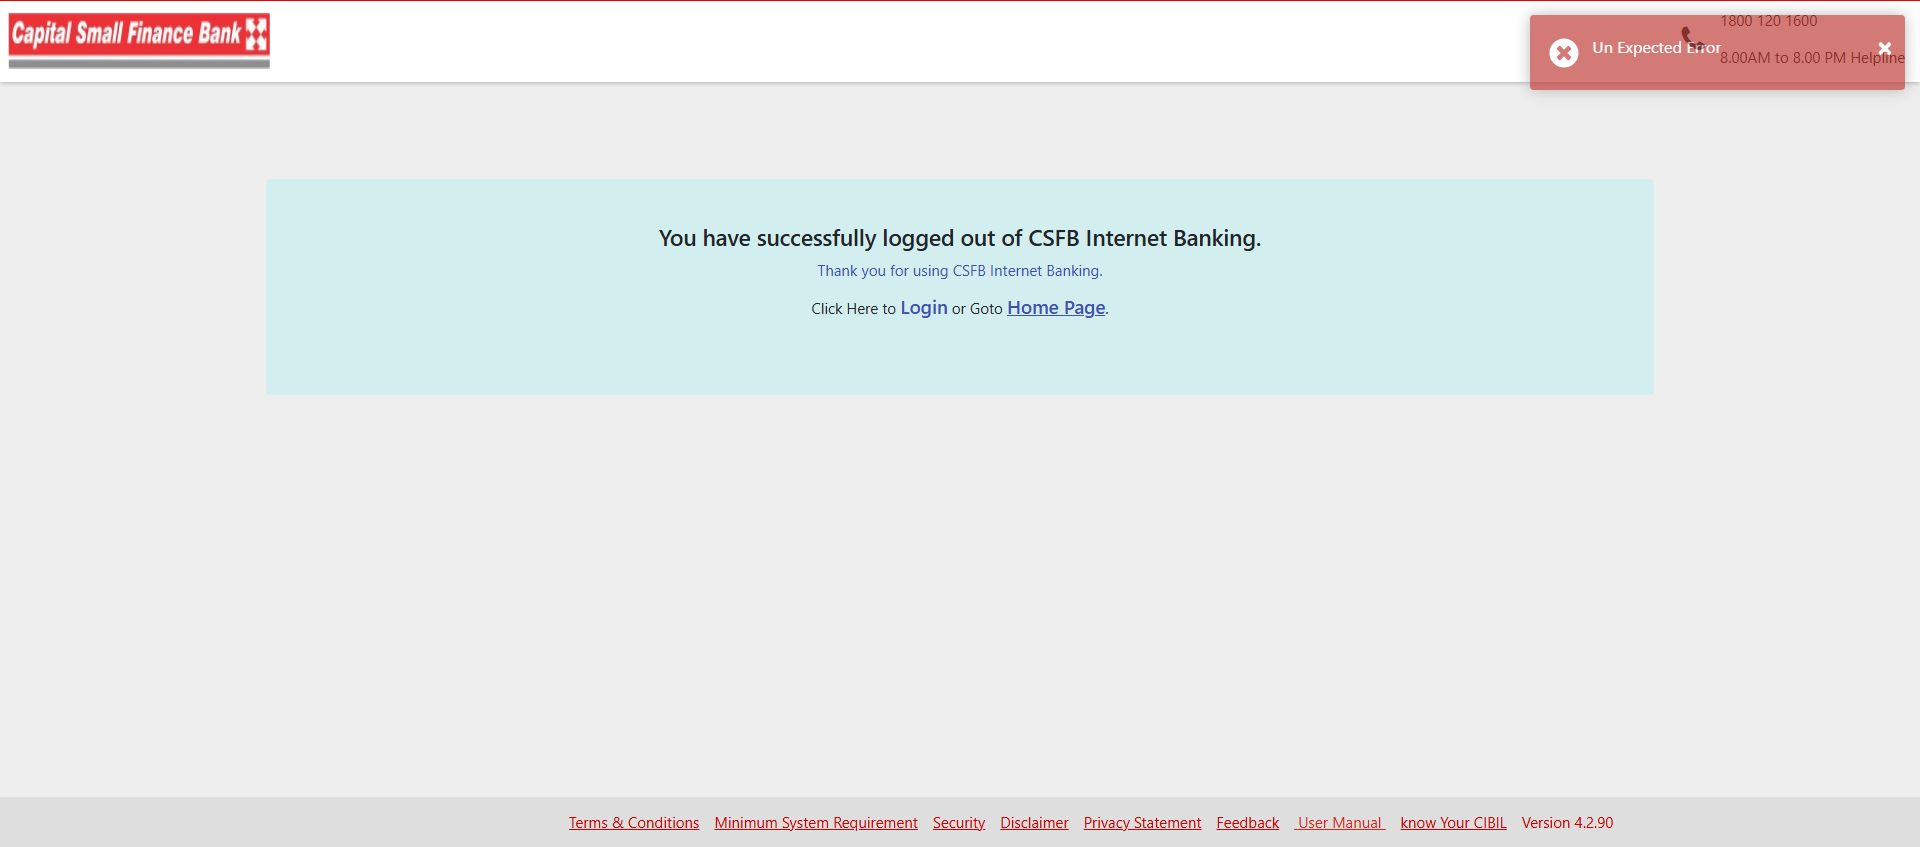 Capital Small Finance Bank
1800 120 1600
Un Expected Error
8.00AM to 8.00 PM Helpline
You have successfully logged out of CSFB Internet Banking.
Thank you for using CSFB Internet Banking.
Click Here to Login or Goto Home Page.
Terms & Conditions Minimum System Requirement Security Disclaimer Privacy Statement Feedback User Manual know Your CIBIL Version 4.2.90